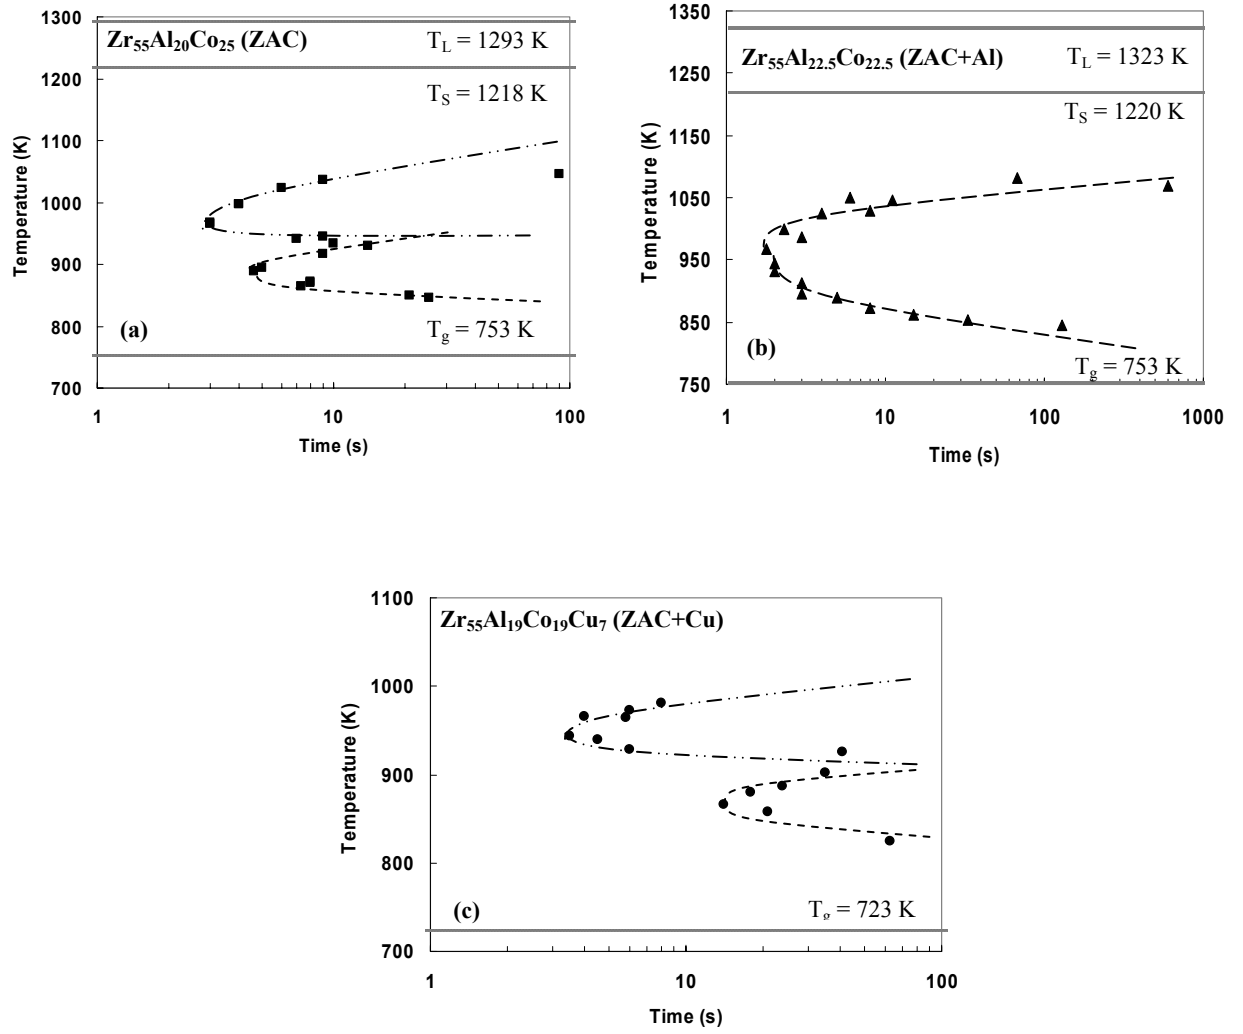 1300
1200
1100
1000
900
800
700
Temperature (K)
Zr55Al20Co25 (ZAC)
TL = 1293 K
TS = 1218 K
(a)
Tg = 753 K
1 10 100
Time (s)
1350
1250
1150
1050
950
850
750
Temperature (K)
Zr55Al22.5Co22.5 (ZAC+Al)
TL = 1323 K
TS = 1220 K
(b)
Tg = 753 K
1 10 100 1000
Time (s)
1100
1000
900
800
700
Temperature (K)
Zr55Al19Co19Cu7 (ZAC+Cu)
(c)
Tg = 723 K
1 10 100
Time (s)